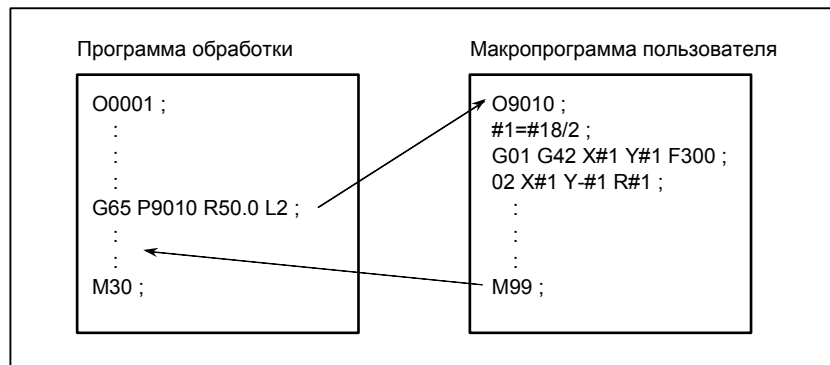 Программа обработки
O0001 ;
:
:
:
G65 P9010 R50.0 L2 ;
:
:
M30 ;
Макропрограмма пользователя
O9010 ;
#1=#18/2 ;
G01 G42 X#1 Y#1 F300 ;
02 X#1 Y-#1 R#1 ;
:
:
:
M99 ;